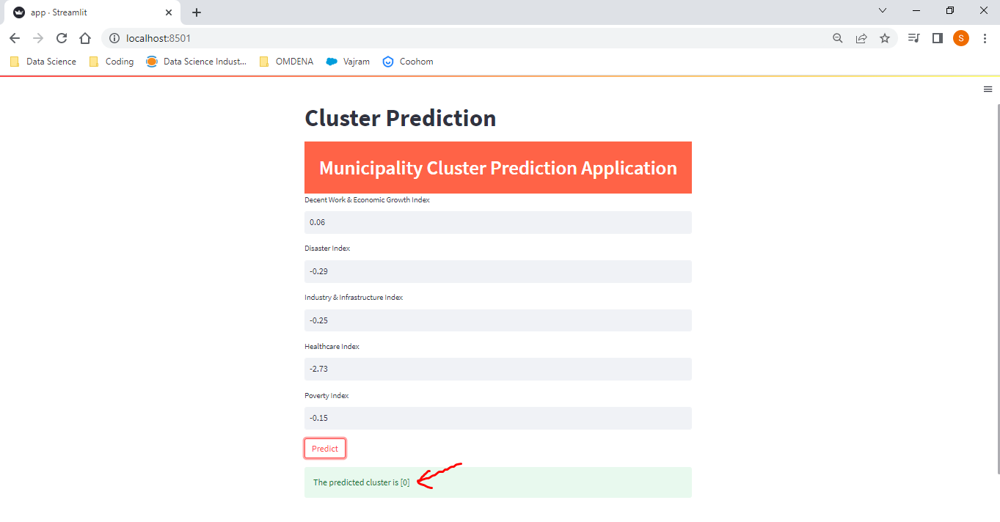 app · Streamlit
localhost:8501
S
Data Science
Coding
Data Science Indust...
OMDENA
Vajram
Coohom
Cluster Prediction
Municipality Cluster Prediction Application
Decent Work & Economic Growth Index
0.06
Disaster Index
-0.29
Industry & Infrastructure Index
-0.25
Healthcare Index
-2.73
Poverty Index
-0.15
Predict
The predicted cluster is [0]